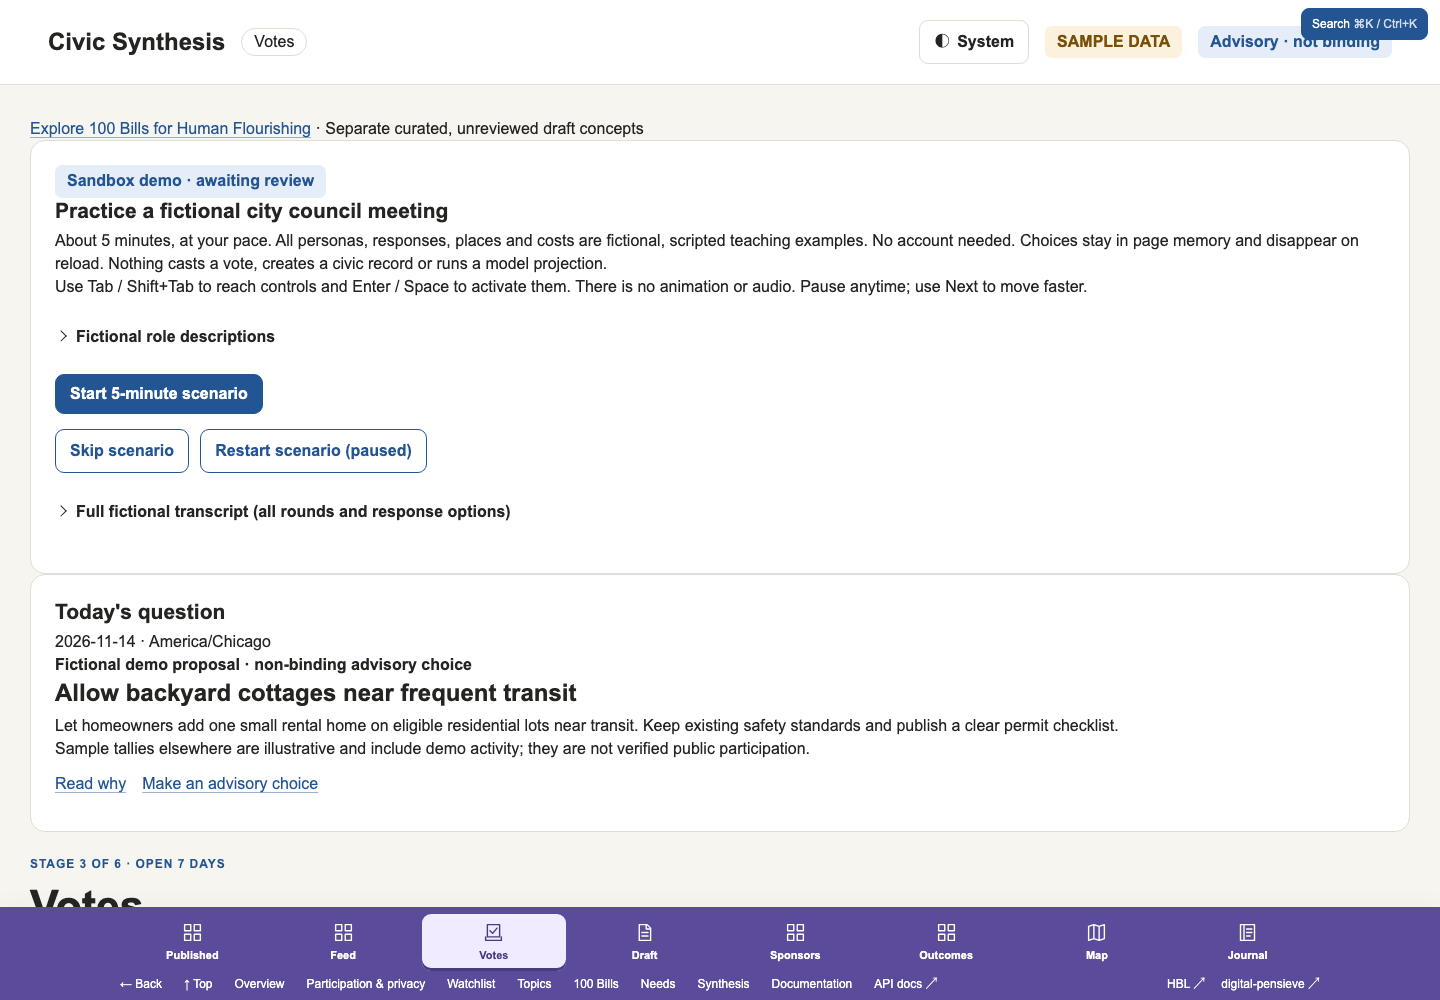 Civic Synthesis
Votes
System
SAMPLE DATA
Advisory · not binding
Search ⌘K / Ctrl+K
Explore 100 Bills for Human Flourishing · Separate curated, unreviewed draft concepts
Sandbox demo · awaiting review
Practice a fictional city council meeting
About 5 minutes, at your pace. All personas, responses, places and costs are fictional, scripted teaching examples. No account needed. Choices stay in page memory and disappear on
reload. Nothing casts a vote, creates a civic record or runs a model projection.
Use Tab / Shift+Tab to reach controls and Enter / Space to activate them. There is no animation or audio. Pause anytime; use Next to move faster.
Fictional role descriptions
Start 5-minute scenario
Skip scenario
Restart scenario (paused)
Full fictional transcript (all rounds and response options)
Today's question
2026-11-14 · America/Chicago
Fictional demo proposal · non-binding advisory choice
Allow backyard cottages near frequent transit
Let homeowners add one small rental home on eligible residential lots near transit. Keep existing safety standards and publish a clear permit checklist.
Sample tallies elsewhere are illustrative and include demo activity; they are not verified public participation.
Read why
Make an advisory choice
STAGE 3 OF 6 · OPEN 7 DAYS
Votes
Published
Feed
Votes
Draft
Sponsors
Outcomes
Map
Journal
← Back
↑ Top
Overview
Participation & privacy
Watchlist
Topics
100 Bills
Needs
Synthesis
Documentation
API docs ↗
HBL ↗
digital-pensieve ↗